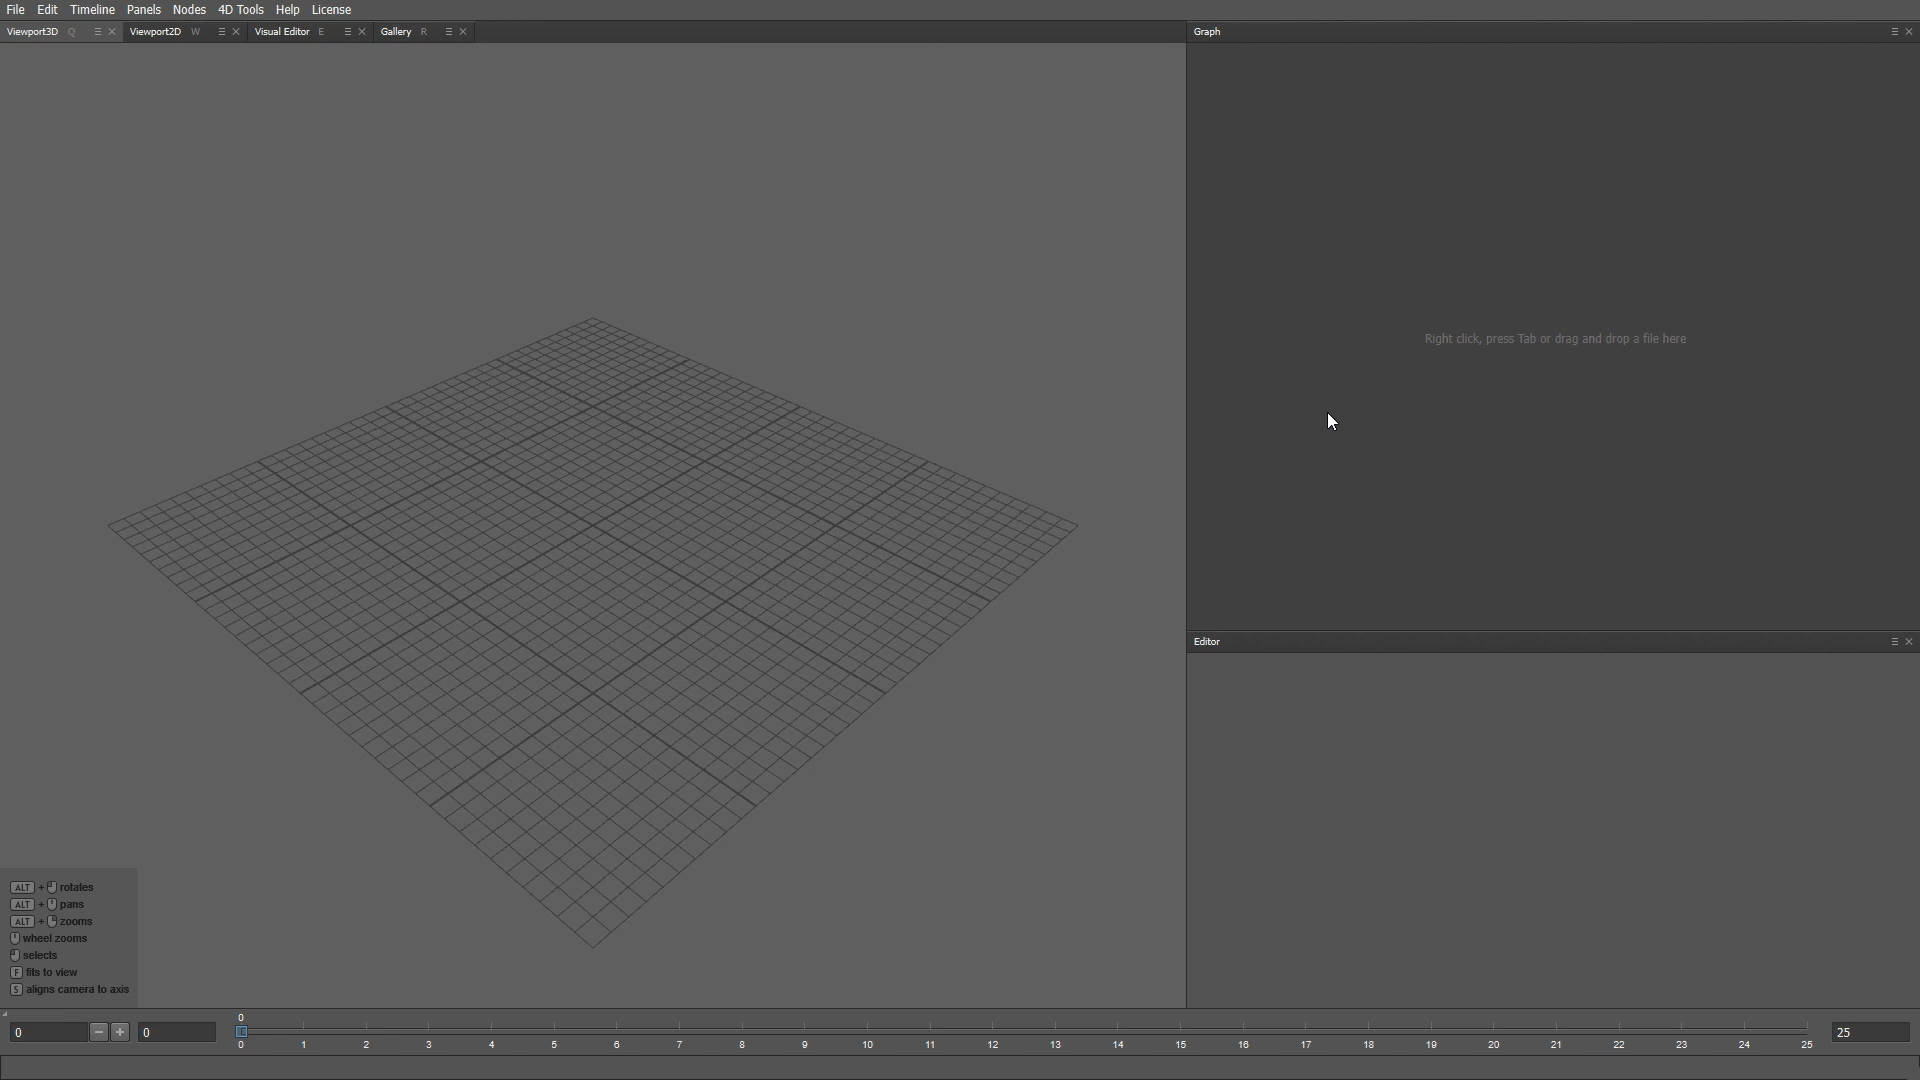 File Edit Timeline Panels Nodes 4D Tools Help License
Viewport3D Q Viewport2D W Visual Editor E Gallery R Graph
Right click, press Tab or drag and drop a file here
Editor
ALT + rotates
ALT + pans
ALT + zooms
wheel zooms
selects
F fits to view
S aligns camera to axis
0
0 0 25
0 1 2 3 4 5 6 7 8 9 10 11 12 13 14 15 16 17 18 19 20 21 22 23 24 25